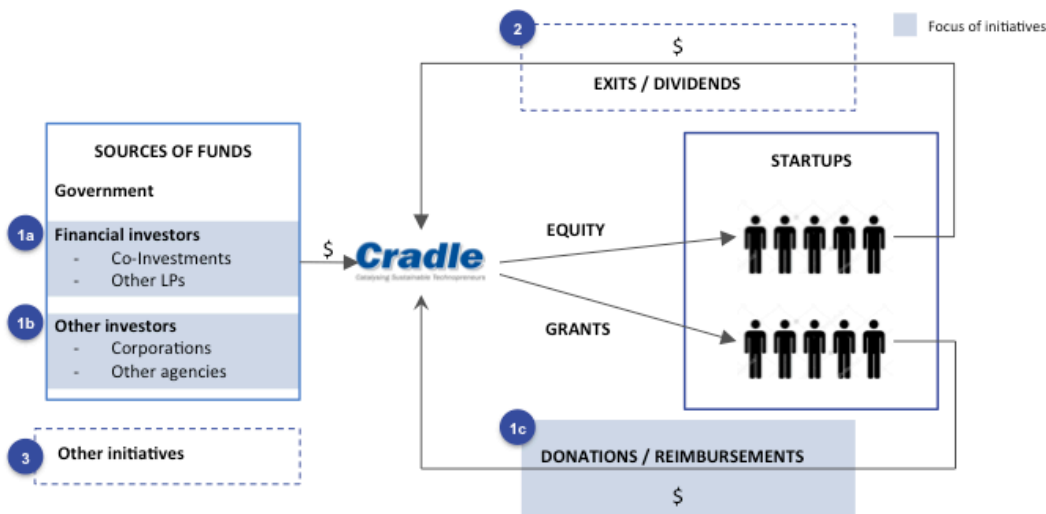 2
$
Focus of initiatives
EXITS / DIVIDENDS
SOURCES OF FUNDS
Government
1a
Financial investors
- Co-Investments
- Other LPs
1b
Other investors
- Corporations
- Other agencies
3
Other initiatives
$
Cradle
Catalysing Sustainable Technopreneurs
EQUITY
GRANTS
STARTUPS
1c
DONATIONS / REIMBURSEMENTS
$